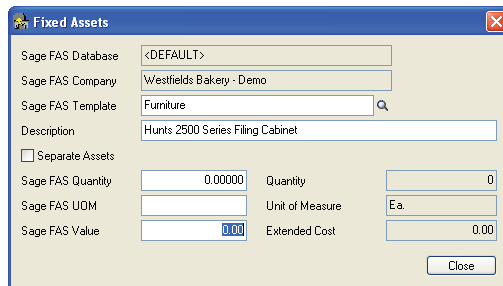 Fixed Assets
Sage FAS Database <DEFAULT>
Sage FAS Company Westfields Bakery - Demo
Sage FAS Template Furniture
Description Hunts 2500 Series Filing Cabinet
Separate Assets
Sage FAS Quantity 0.00000 Quantity 0
Sage FAS UOM Unit of Measure Ea.
Sage FAS Value 0.00 Extended Cost 0.00
Close